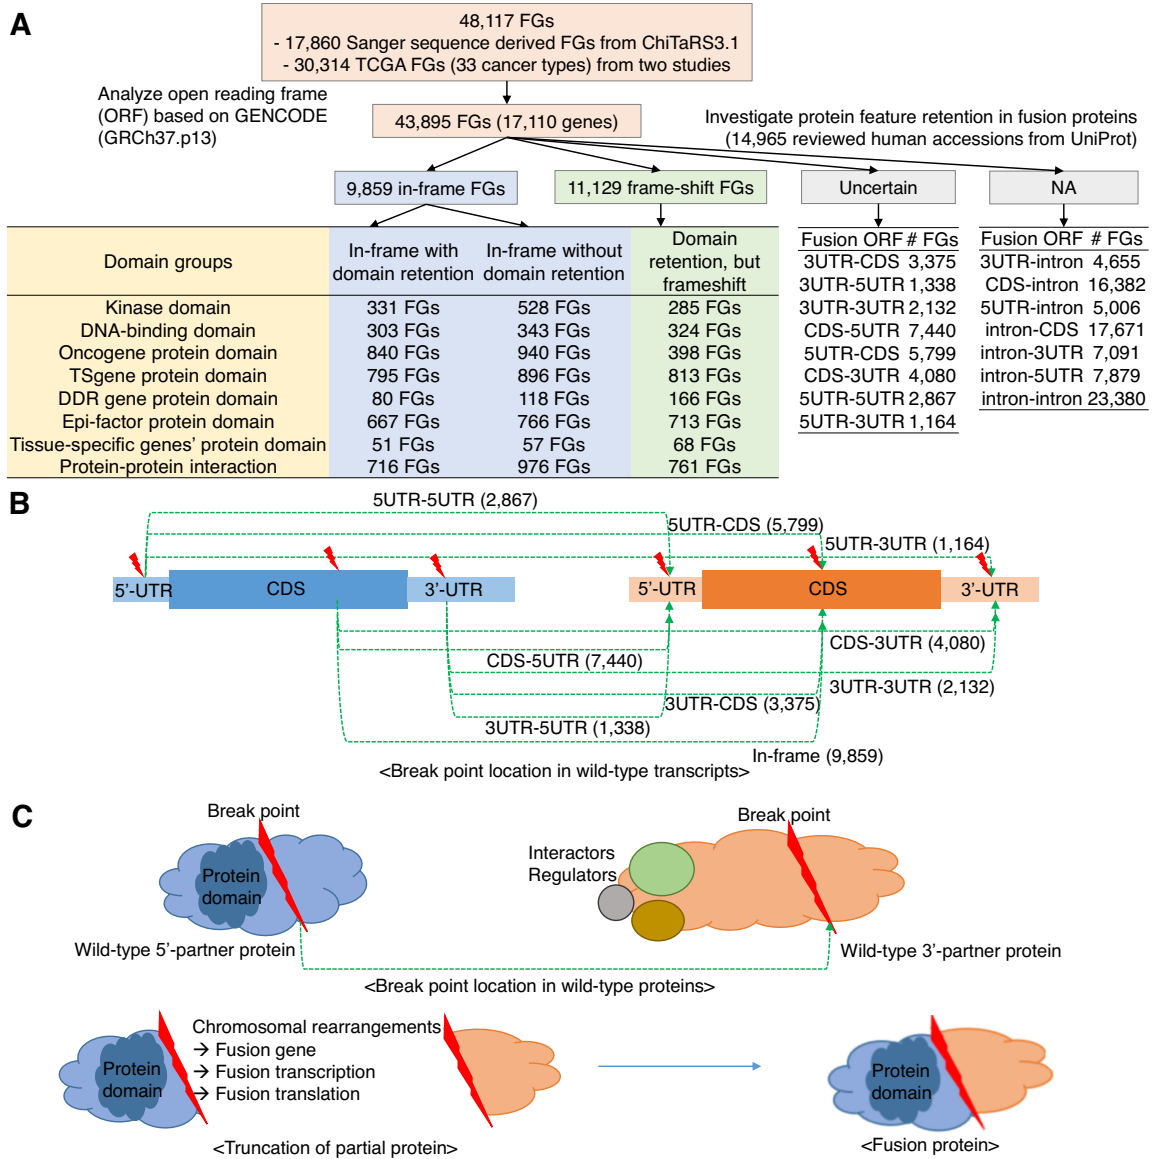 A
48,117 FGs
- 17,860 Sanger sequence derived FGs from ChiTaRS3.1
- 30,314 TCGA FGs (33 cancer types) from two studies
Analyze open reading frame
(ORF) based on GENCODE
(GRCh37.p13)
43,895 FGs (17,110 genes)
Investigate protein feature retention in fusion proteins
(14,965 reviewed human accessions from UniProt)
9,859 in-frame FGs
11,129 frame-shift FGs
Uncertain
NA
Domain groups
In-frame with
domain retention
In-frame without
domain retention
Domain
retention, but
frameshift
Kinase domain 331 FGs 528 FGs 285 FGs
DNA-binding domain 303 FGs 343 FGs 324 FGs
Oncogene protein domain 840 FGs 940 FGs 398 FGs
TSgene protein domain 795 FGs 896 FGs 813 FGs
DDR gene protein domain 80 FGs 118 FGs 166 FGs
Epi-factor protein domain 667 FGs 766 FGs 713 FGs
Tissue-specific genes' protein domain 51 FGs 57 FGs 68 FGs
Protein-protein interaction 716 FGs 976 FGs 761 FGs
Fusion ORF # FGs
3UTR-CDS 3,375
3UTR-5UTR 1,338
3UTR-3UTR 2,132
CDS-5UTR 7,440
5UTR-CDS 5,799
CDS-3UTR 4,080
5UTR-5UTR 2,867
5UTR-3UTR 1,164
Fusion ORF # FGs
3UTR-intron 4,655
CDS-intron 16,382
5UTR-intron 5,006
intron-CDS 17,671
intron-3UTR 7,091
intron-5UTR 7,879
intron-intron 23,380
B
5UTR-5UTR (2,867)
5UTR-CDS (5,799)
5UTR-3UTR (1,164)
5'-UTR CDS 3'-UTR
5'-UTR CDS 3'-UTR
CDS-3UTR (4,080)
CDS-5UTR (7,440)
3UTR-3UTR (2,132)
3UTR-CDS (3,375)
3UTR-5UTR (1,338)
In-frame (9,859)
<Break point location in wild-type transcripts>
C
Break point
Break point
Protein
domain
Interactors
Regulators
Wild-type 5'-partner protein
Wild-type 3'-partner protein
<Break point location in wild-type proteins>
Protein
domain
Chromosomal rearrangements
→ Fusion gene
→ Fusion transcription
→ Fusion translation
Protein
domain
<Truncation of partial protein>
<Fusion protein>